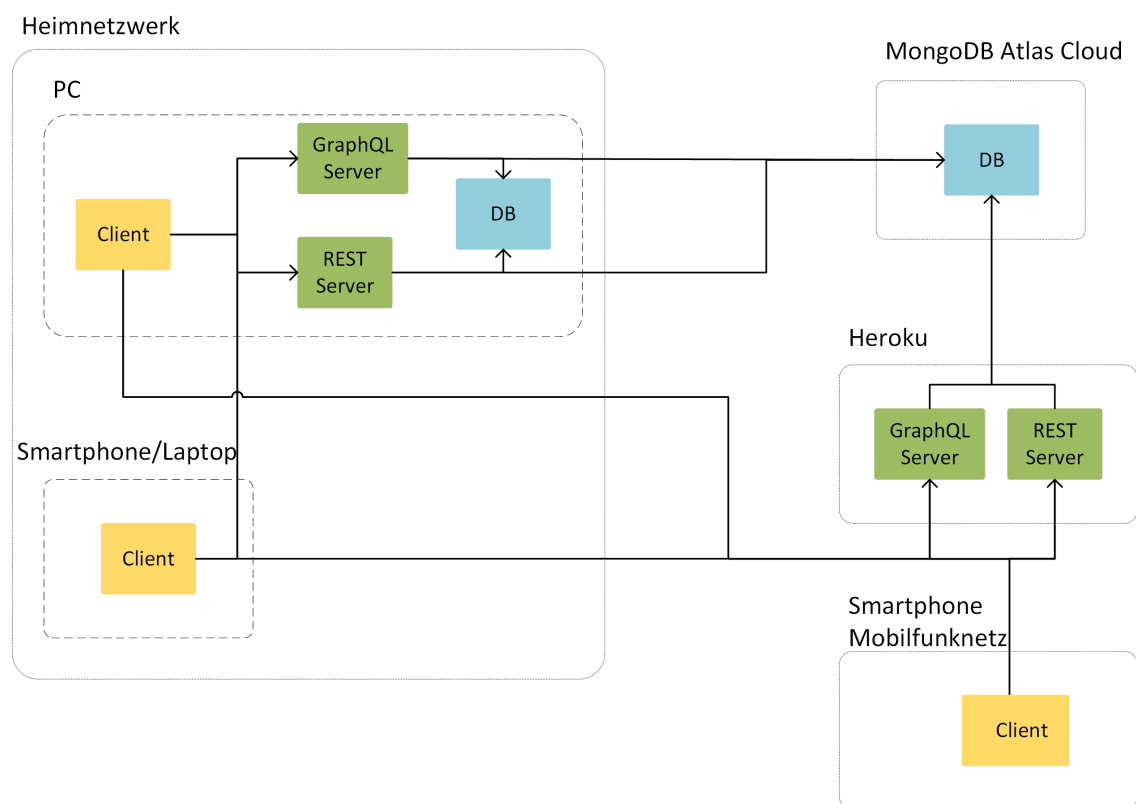 Heimnetzwerk
MongoDB Atlas Cloud
PC
GraphQL
Server
DB
DB
Client
REST
Server
Heroku
GraphQL
Server
REST
Server
Smartphone/Laptop
Client
Smartphone
Mobilfunknetz
Client